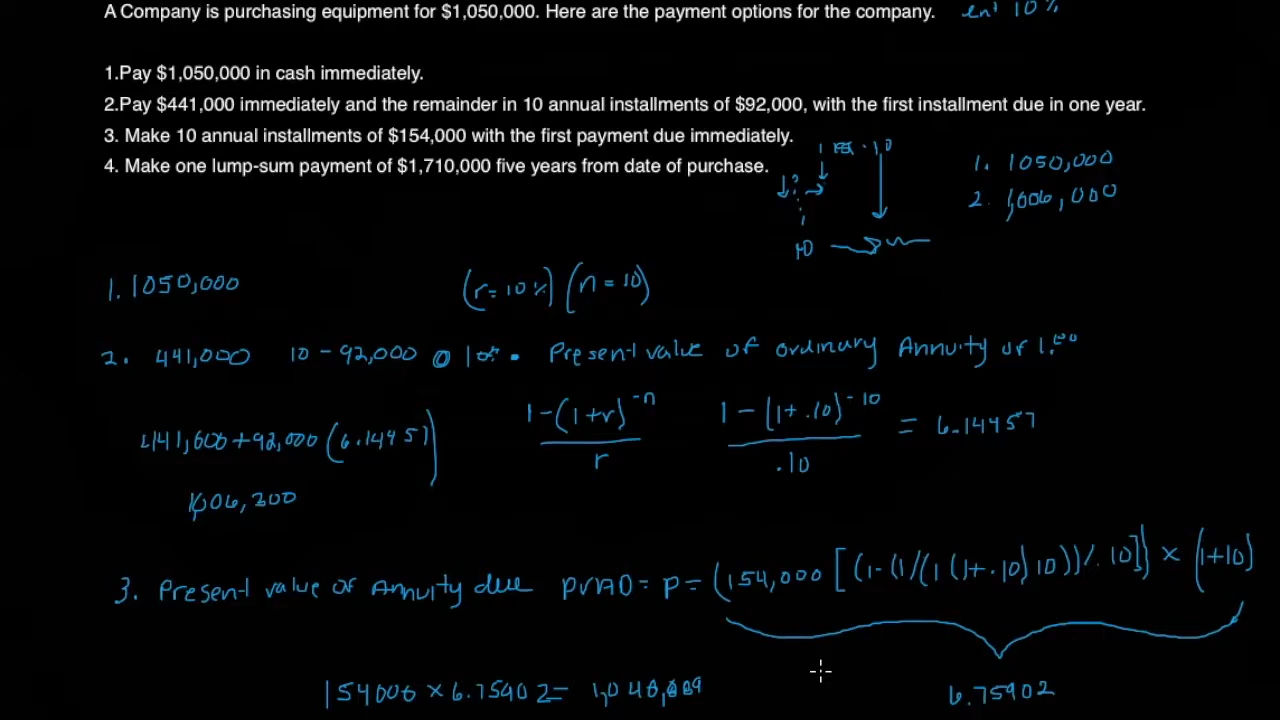 A Company is purchasing equipment for $1,050,000. Here are the payment options for the company. int 10%
1.Pay $1,050,000 in cash immediately.
2.Pay $441,000 immediately and the remainder in 10 annual installments of $92,000, with the first installment due in one year.
3. Make 10 annual installments of $154,000 with the first payment due immediately.
4. Make one lump-sum payment of $1,710,000 five years from date of purchase.
1. 1050,000
2. 1,006,000
10
1. 1050,000
(r=10%) (n=10)
2. 441,000 10 - 92,000 @ Present value of ordinary Annuity of 1.00
1-(1+r)^-n
r
1-(1+.10)^-10
.10
= 6.14457
441,000+92,000(6.14457)
1,006,300
3. Present value of Annuity due PVAD= P= (154,000 [(1-(1/(1(1+.10)10))/.10]) × (1+10)
154000 × 6.75902=
6.75902